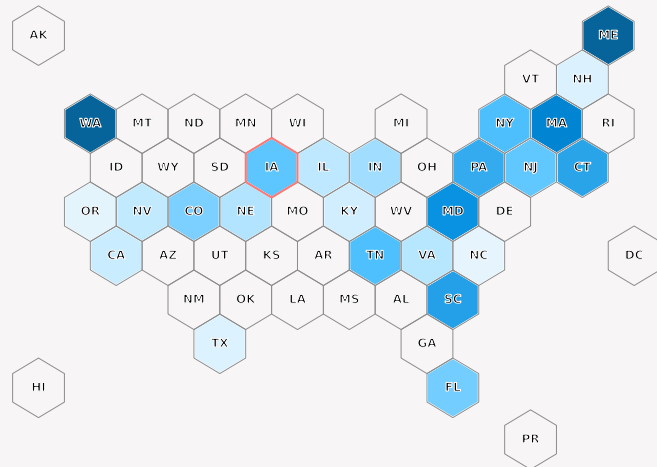 AK
ME
VT NH
WA MT ND MN WI MI NY MA RI
ID WY SD IA IL IN OH PA NJ CT
OR NV CO NE MO KY WV MD DE
CA AZ UT KS AR TN VA NC DC
NM OK LA MS AL SC
TX GA
HI FL
PR